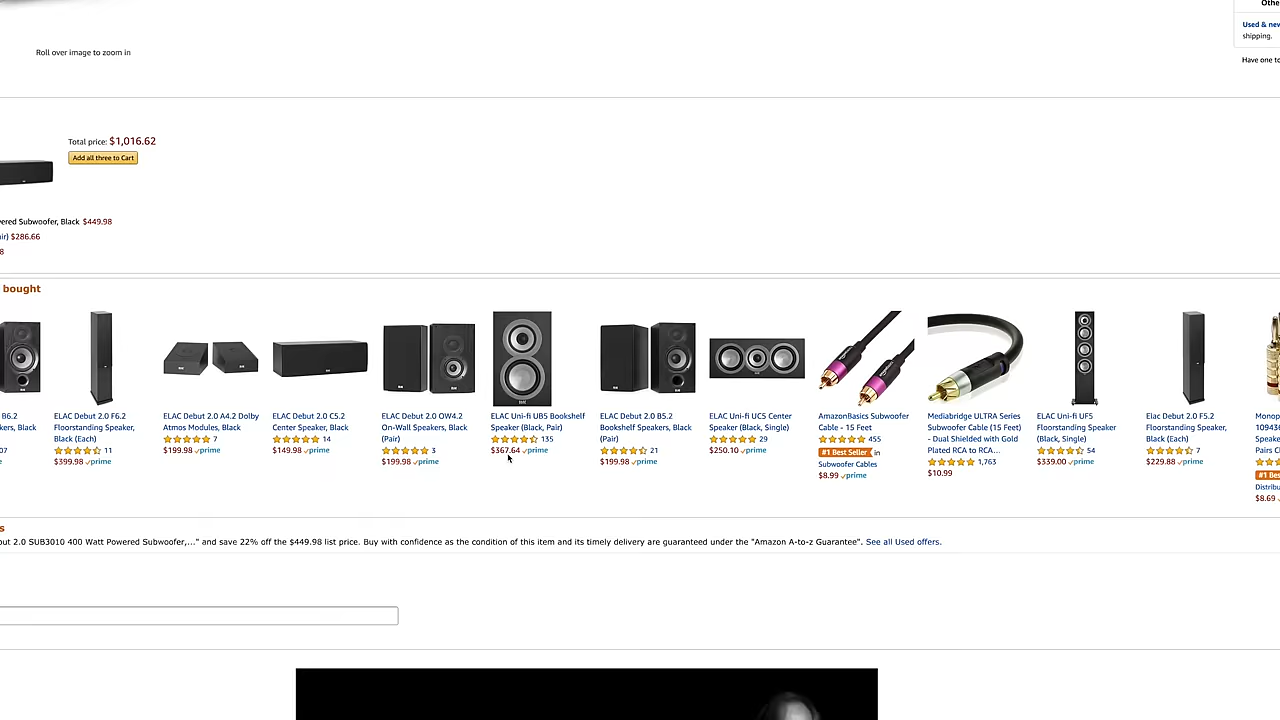 Othe
Used & new
shipping.
Roll over image to zoom in
Have one to
Total price: $1,016.62
Add all three to Cart
ered Subwoofer, Black $449.98
ir) $286.66
8
bought
B6.2
kers, Black
07
e
ELAC Debut 2.0 F6.2
Floorstanding Speaker,
Black (Each)
11
$399.98 prime
ELAC Debut 2.0 A4.2 Dolby
Atmos Modules, Black
7
$199.98 prime
ELAC Debut 2.0 C5.2
Center Speaker, Black
14
$149.98 prime
ELAC Debut 2.0 OW4.2
On-Wall Speakers, Black
(Pair)
3
$199.98 prime
ELAC Uni-fi UB5 Bookshelf
Speaker (Black, Pair)
135
$367.64 prime
ELAC Debut 2.0 B5.2
Bookshelf Speakers, Black
(Pair)
21
$199.98 prime
ELAC Uni-fi UC5 Center
Speaker (Black, Single)
29
$250.10 prime
AmazonBasics Subwoofer
Cable - 15 Feet
455
#1 Best Seller in
Subwoofer Cables
$8.99 prime
Mediabridge ULTRA Series
Subwoofer Cable (15 Feet)
- Dual Shielded with Gold
Plated RCA to RCA...
1,763
$10.99
ELAC Uni-fi UF5
Floorstanding Speaker
(Black, Single)
54
$339.00 prime
Elac Debut 2.0 F5.2
Floorstanding Speaker,
Black (Each)
7
$229.88 prime
Monop
109436
Speake
Pairs C
#1 Bes
Distribu
$8.69
s
out 2.0 SUB3010 400 Watt Powered Subwoofer,..." and save 22% off the $449.98 list price. Buy with confidence as the condition of this item and its timely delivery are guaranteed under the "Amazon A-to-z Guarantee". See all Used offers.